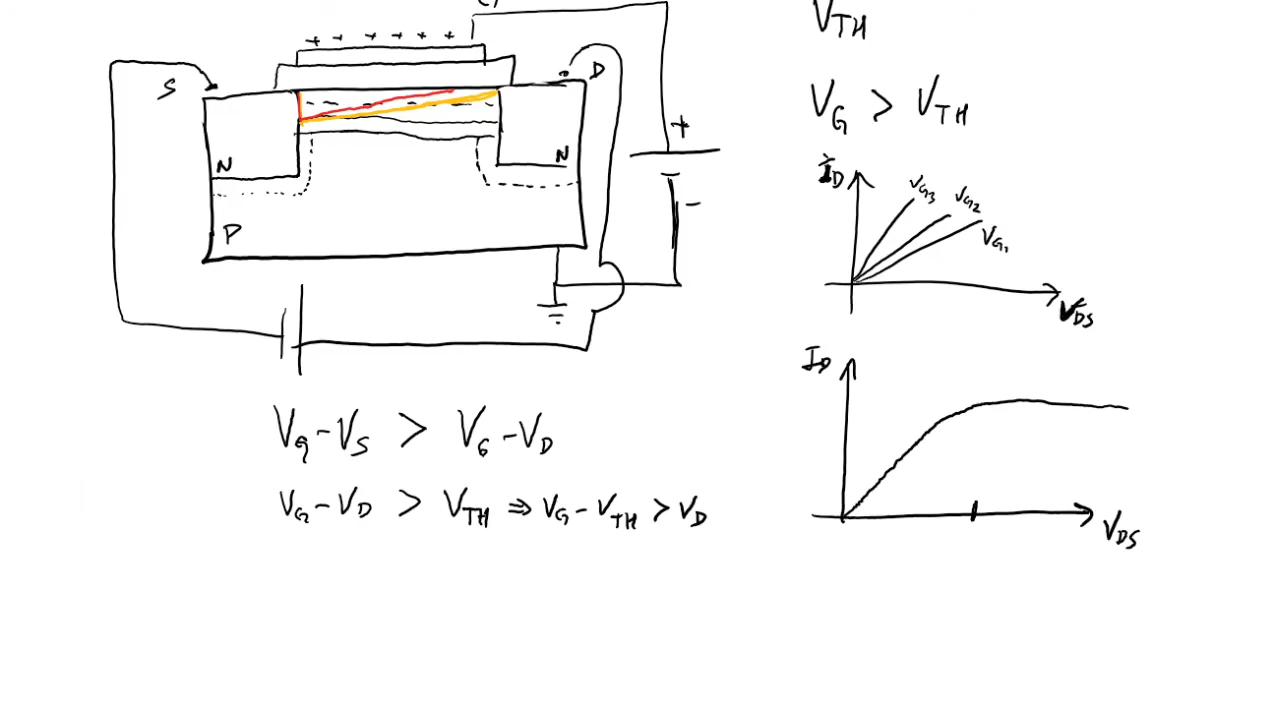 V_TH
+ + + + + +
S
D
N
N
P
+
-
V_G > V_TH
I_D
V_G3
V_G2
V_G1
V_DS
I_D
V_DS
V_G - V_S > V_G - V_D
V_G - V_D > V_TH ⇒ V_G - V_TH > V_D